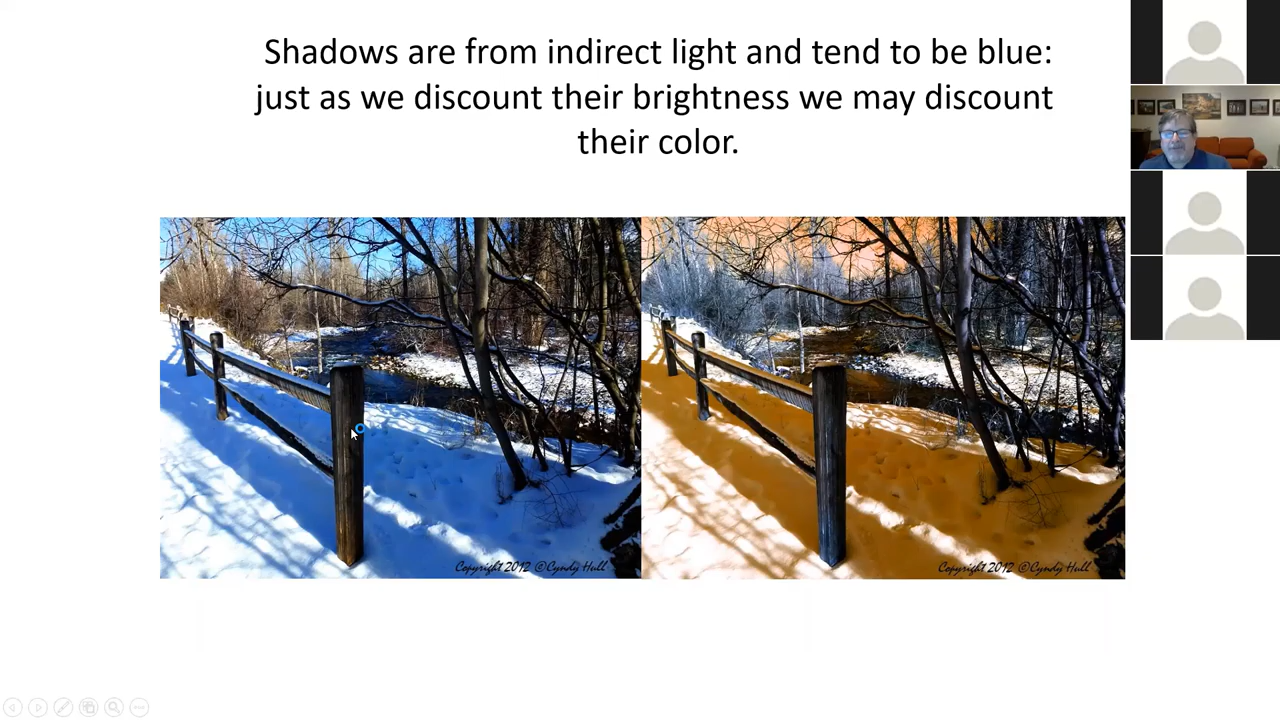 Shadows are from indirect light and tend to be blue:
just as we discount their brightness we may discount
their color.
Copyright 2012 ©Cyndy Hull
Copyright 2012 ©Cyndy Hull